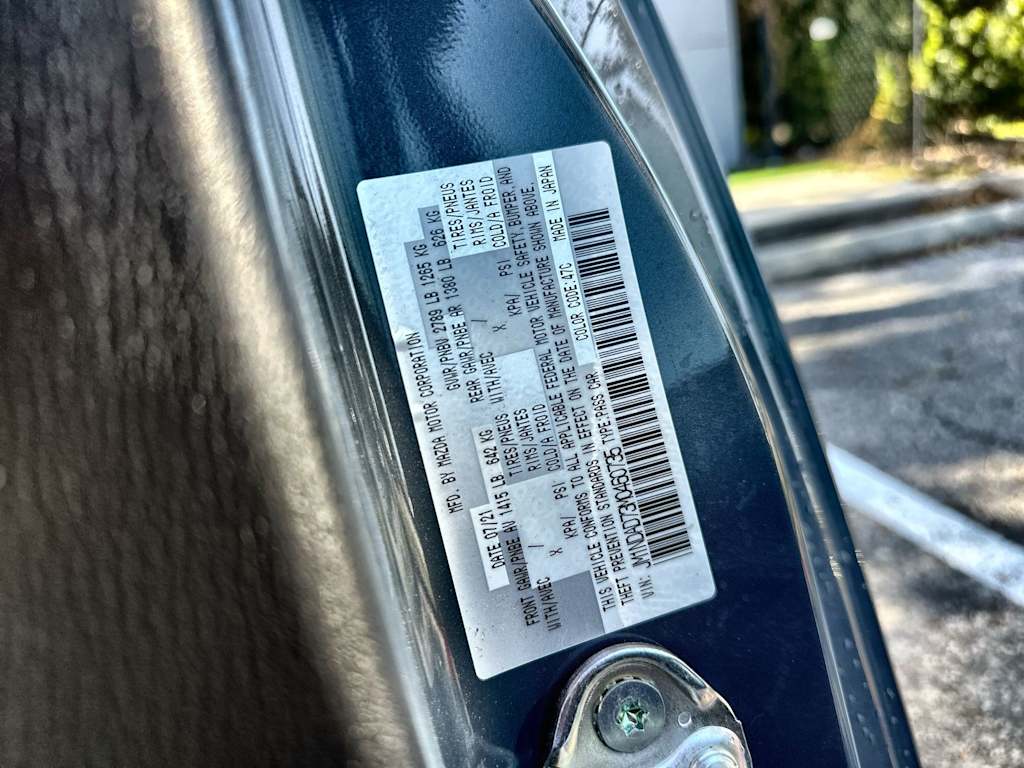 MFD. BY MAZDA MOTOR CORPORATION
DATE 07/21 GVWR/PNBV 2789 LB 1265 KG
FRONT GAWR/PNBE AV 1415 LB 642 KG REAR GAWR/PNBE AR 1380 LB 626 KG
WITH/AVEC TIRES/PNEUS WITH/AVEC TIRES/PNEUS
X / RIMS/JANTES X / RIMS/JANTES
KPA/ PSI COLD/A FROID KPA/ PSI COLD/A FROID
THIS VEHICLE CONFORMS TO ALL APPLICABLE FEDERAL MOTOR VEHICLE SAFETY, BUMPER, AND
THEFT PREVENTION STANDARDS IN EFFECT ON THE DATE OF MANUFACTURE SHOWN ABOVE.
VIN: TYPE:PASS CAR COLOR CODE:47C MADE IN JAPAN